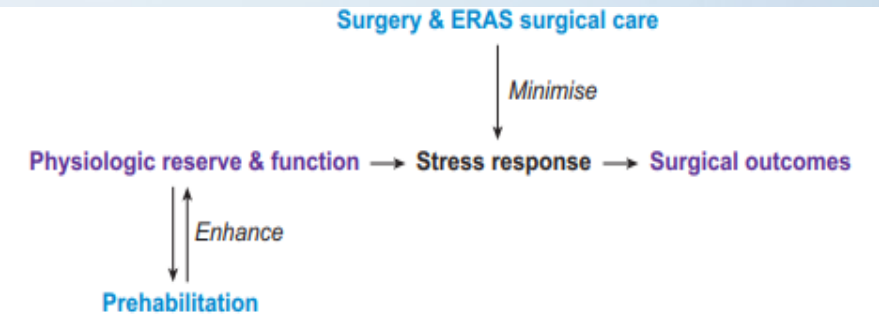 Surgery & ERAS surgical care
Minimise
Physiologic reserve & function Stress response Surgical outcomes
Enhance
Prehabilitation